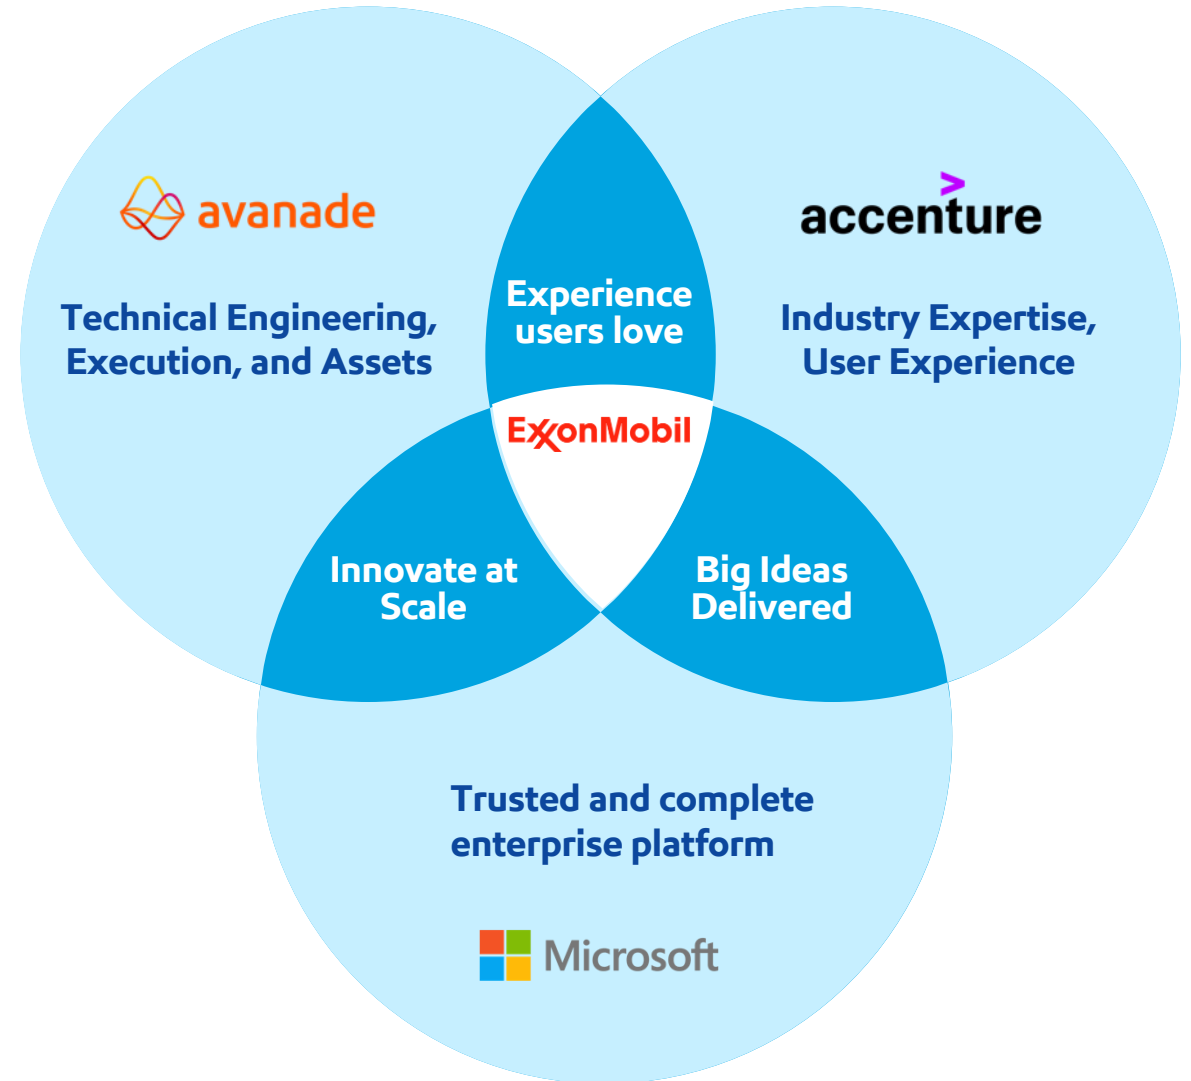 avanade
Technical Engineering,
Execution, and Assets
Experience
users love
accenture
Industry Expertise,
User Experience
ExxonMobil
Innovate at
Scale
Big Ideas
Delivered
Trusted and complete
enterprise platform
Microsoft